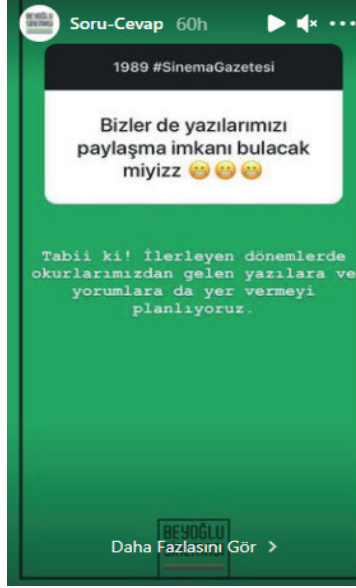 Soru-Cevap 60h
1989 #SinemaGazetesi
Bizler de yazılarımızı
paylaşma imkanı bulacak
miyizz 😬😬😬
Tabii ki! İlerleyen dönemlerde
okurlarımızdan gelen yazılara ve
yorumlara da yer vermeyi
planlıyoruz.
BEYOĞLU
Daha Fazlasını Gör